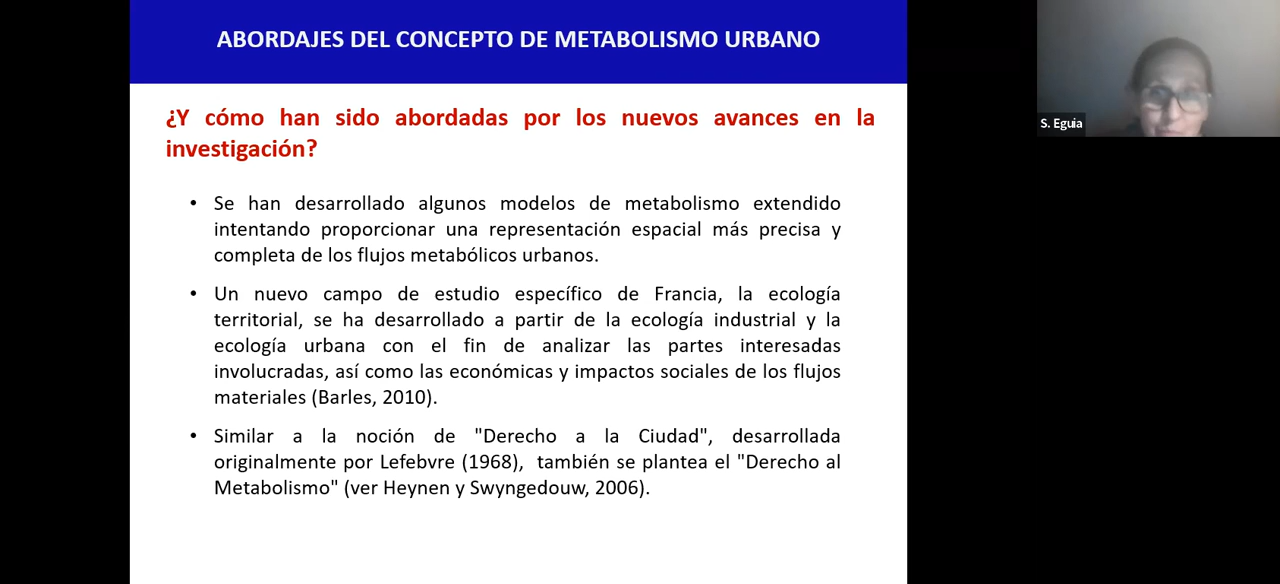 ABORDAJES DEL CONCEPTO DE METABOLISMO URBANO
¿Y cómo han sido abordadas por los nuevos avances en la
investigación?
• Se han desarrollado algunos modelos de metabolismo extendido
intentando proporcionar una representación espacial más precisa y
completa de los flujos metabólicos urbanos.
• Un nuevo campo de estudio específico de Francia, la ecología
territorial, se ha desarrollado a partir de la ecología industrial y la
ecología urbana con el fin de analizar las partes interesadas
involucradas, así como las económicas y impactos sociales de los flujos
materiales (Barles, 2010).
• Similar a la noción de "Derecho a la Ciudad", desarrollada
originalmente por Lefebvre (1968), también se plantea el "Derecho al
Metabolismo" (ver Heynen y Swyngedouw, 2006).
S. Eguia